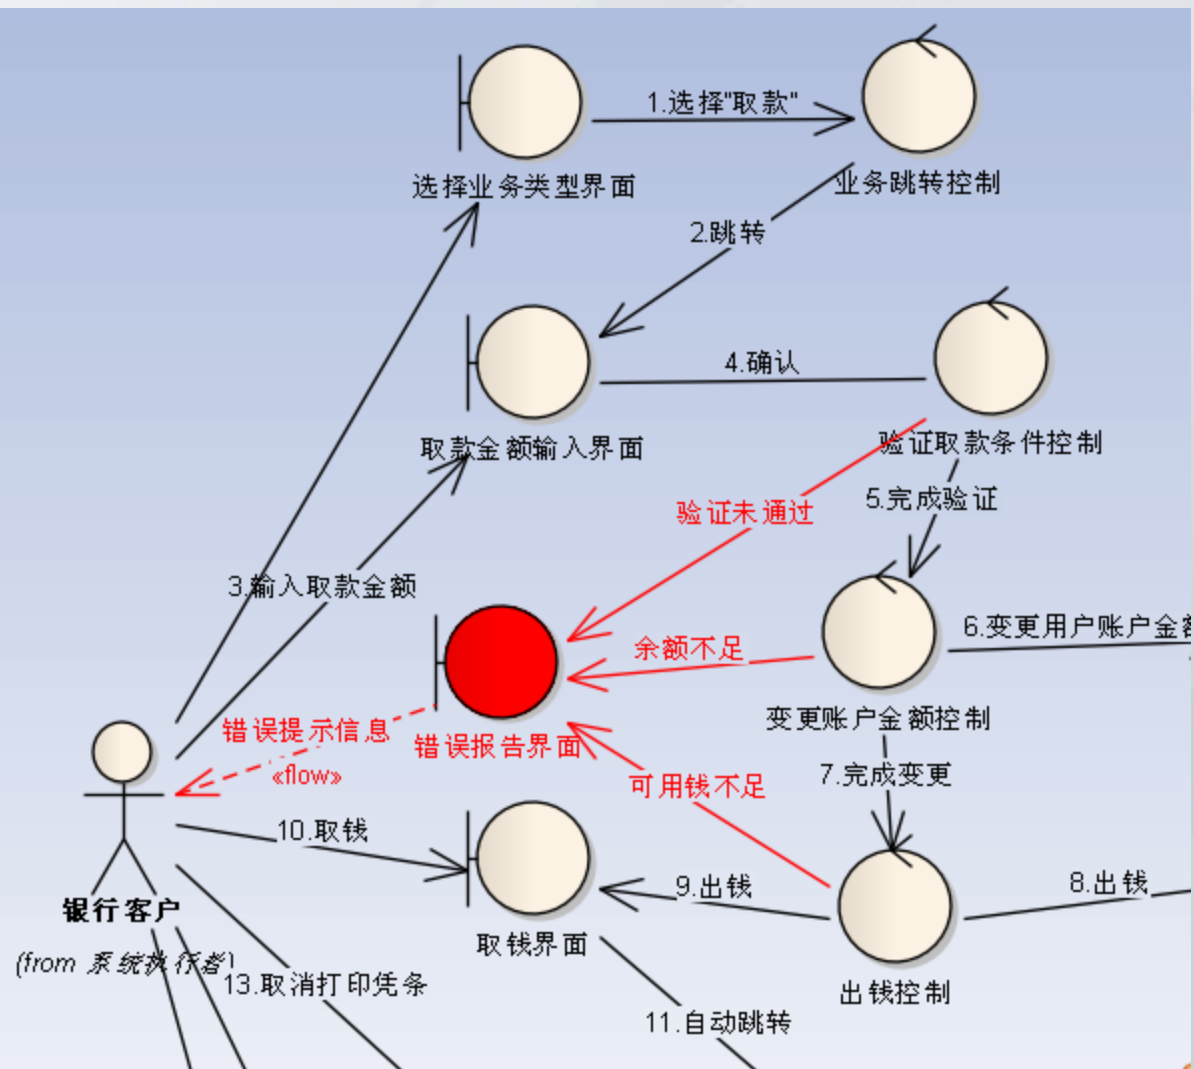 1.选择"取款"
选择业务类型界面
业务跳转控制
2.跳转
4.确认
取款金额输入界面
验证取款条件控制
5.完成验证
验证未通过
3.输入取款金额
6.变更用户账户金额
余额不足
变更账户金额控制
错误提示信息
错误报告界面
«flow»
可用钱不足
7.完成变更
10.取钱
9.出钱
8.出钱
银行客户
取钱界面
(from 系统执行者)
13.取消打印凭条
出钱控制
11.自动跳转